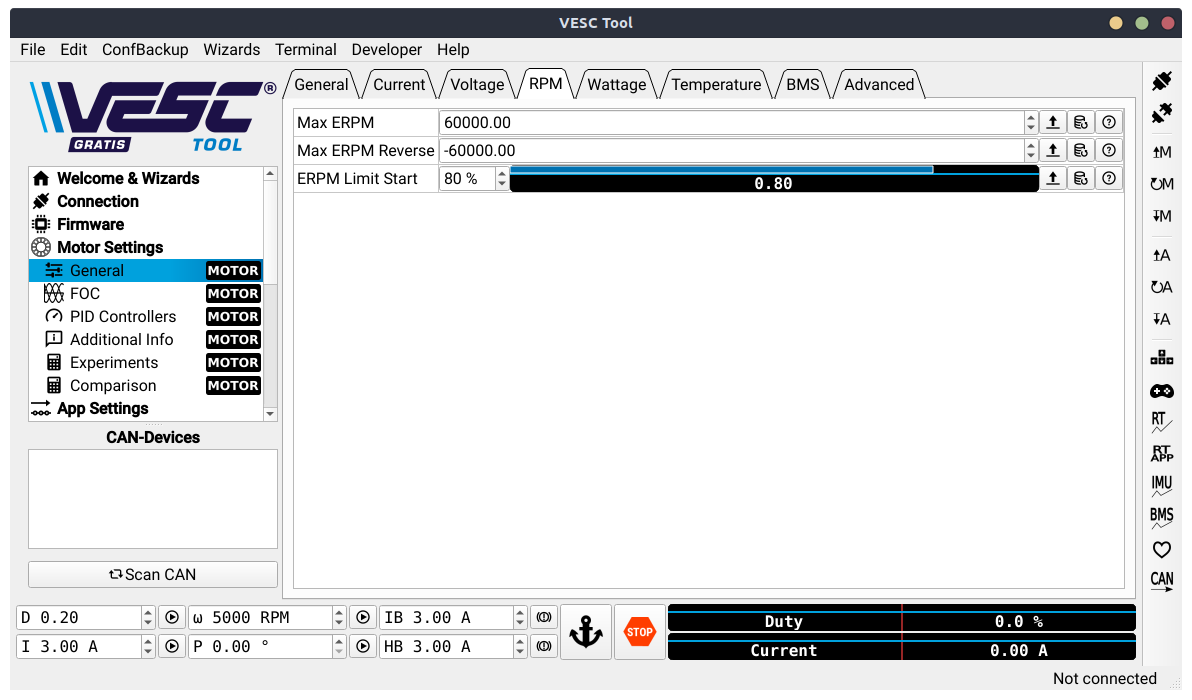 VESC Tool
File Edit ConfBackup Wizards Terminal Developer Help
VESC®
GRATIS TOOL
Welcome & Wizards
Connection
Firmware
Motor Settings
General MOTOR
FOC MOTOR
PID Controllers MOTOR
Additional Info MOTOR
Experiments MOTOR
Comparison MOTOR
App Settings
CAN-Devices
Scan CAN
General Current Voltage RPM Wattage Temperature BMS Advanced
Max ERPM 60000.00
Max ERPM Reverse -60000.00
ERPM Limit Start 80 % 0.80
M
M
M
A
A
A
RT
RT
APP
IMU
BMS
CAN
D 0.20 ω 5000 RPM IB 3.00 A
I 3.00 A P 0.00 ° HB 3.00 A
STOP
Duty 0.0 %
Current 0.00 A
Not connected